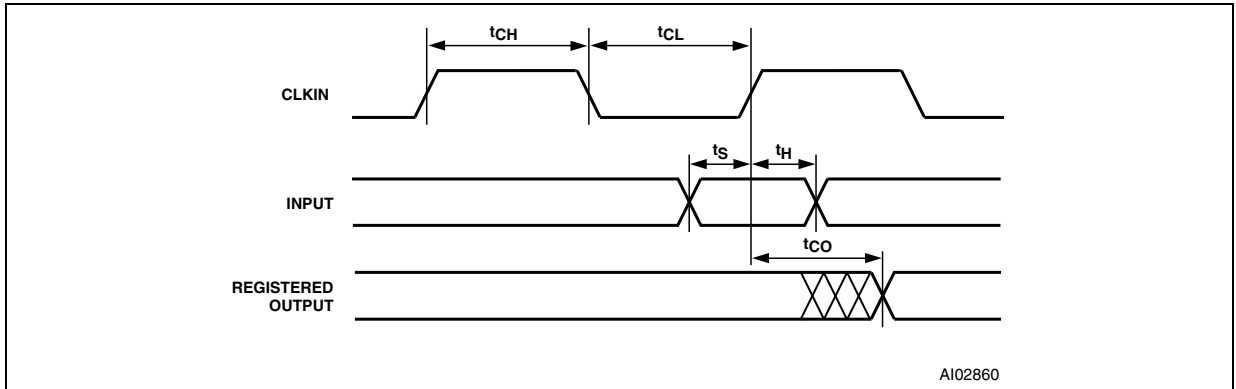 tCH
tCL
CLKIN
tS
tH
INPUT
tCO
REGISTERED
OUTPUT
AI02860